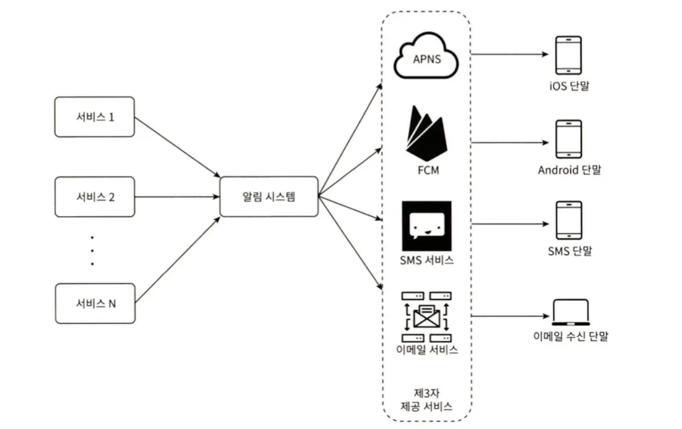 서비스 1
서비스 2
서비스 N
알림 시스템
APNS
FCM
SMS 서비스
이메일 서비스
제3자
제공 서비스
iOS 단말
Android 단말
SMS 단말
이메일 수신 단말